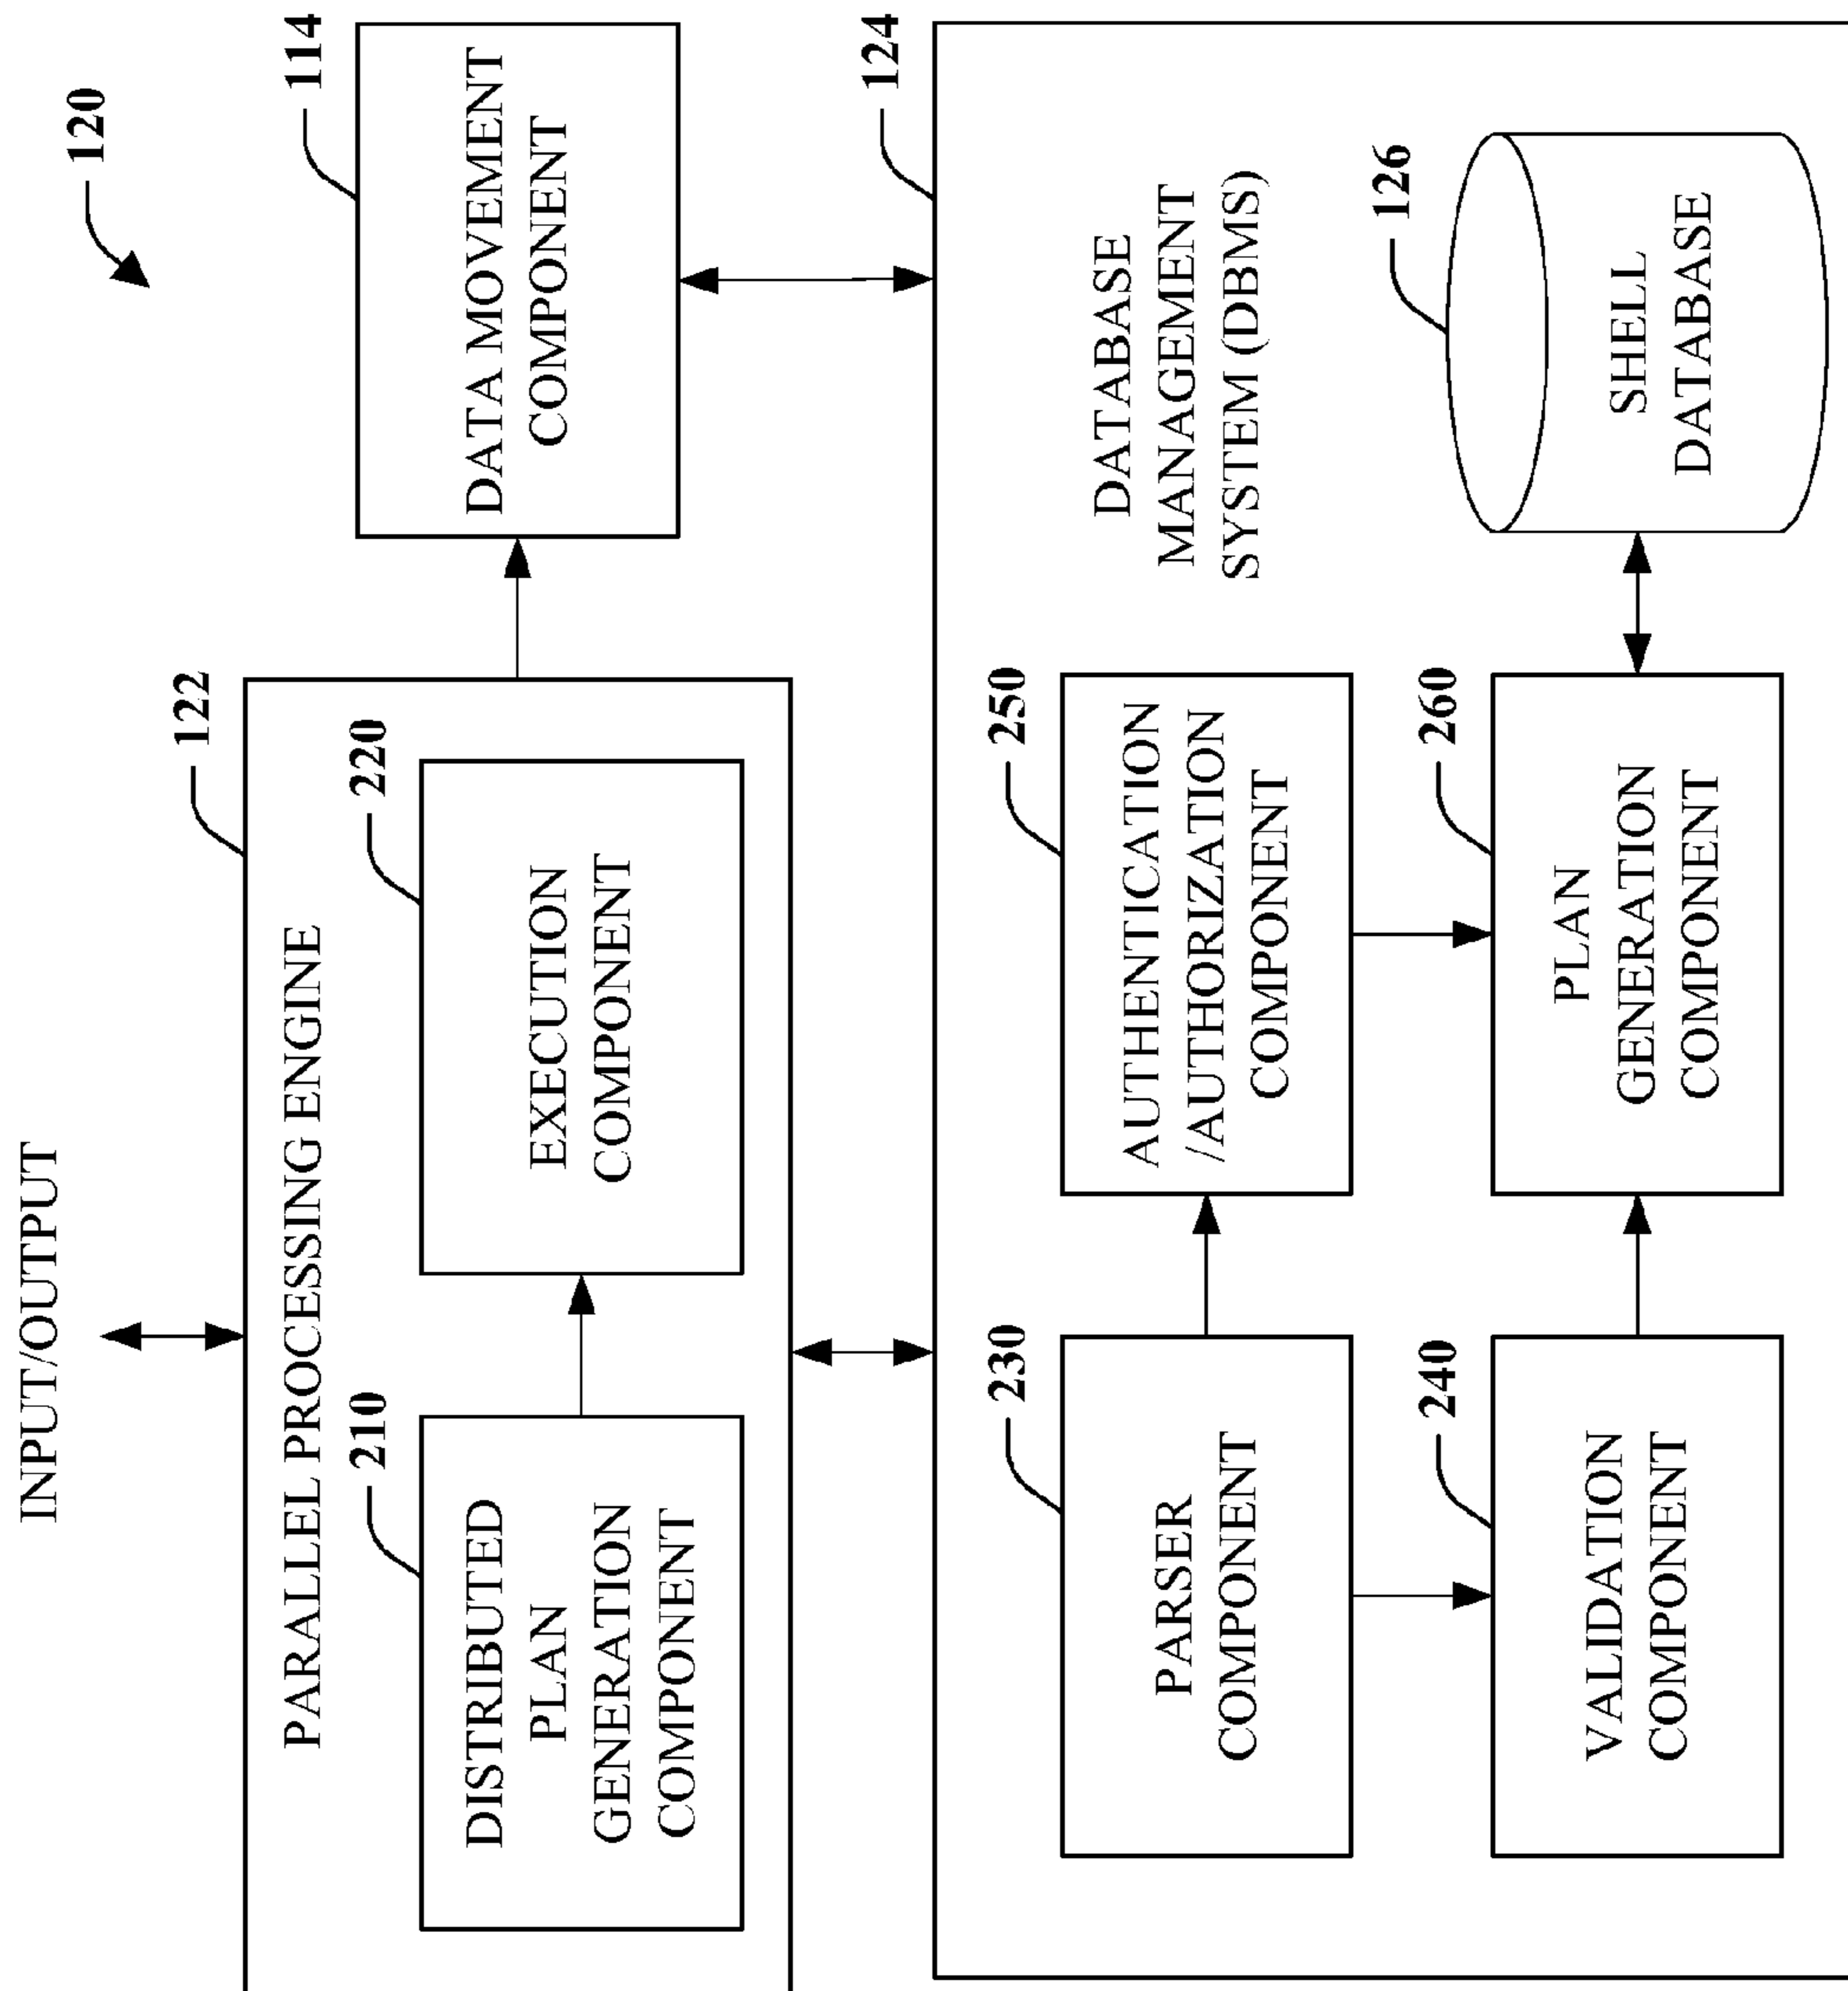 120
INPUT/OUTPUT
122
PARALLEL PROCESSING ENGINE
210
DISTRIBUTED
PLAN
GENERATION
COMPONENT
220
EXECUTION
COMPONENT
114
DATA MOVEMENT
COMPONENT
124
DATABASE
MANAGEMENT
SYSTEM (DBMS)
230
PARSER
COMPONENT
250
AUTHENTICATION
/AUTHORIZATION
COMPONENT
240
VALIDATION
COMPONENT
260
PLAN
GENERATION
COMPONENT
126
SHELL
DATABASE